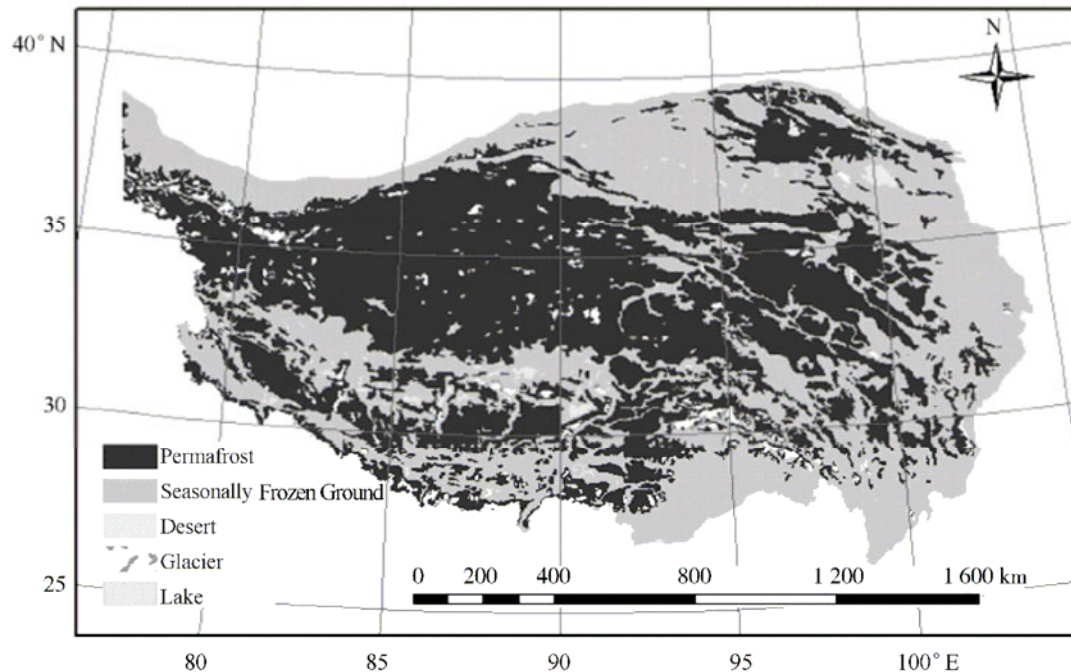 N
40° N
35
30
25
Permafrost
Seasonally Frozen Ground
Desert
Glacier
Lake
0 200 400 800 1 200 1 600 km
80 85 90 95 100° E